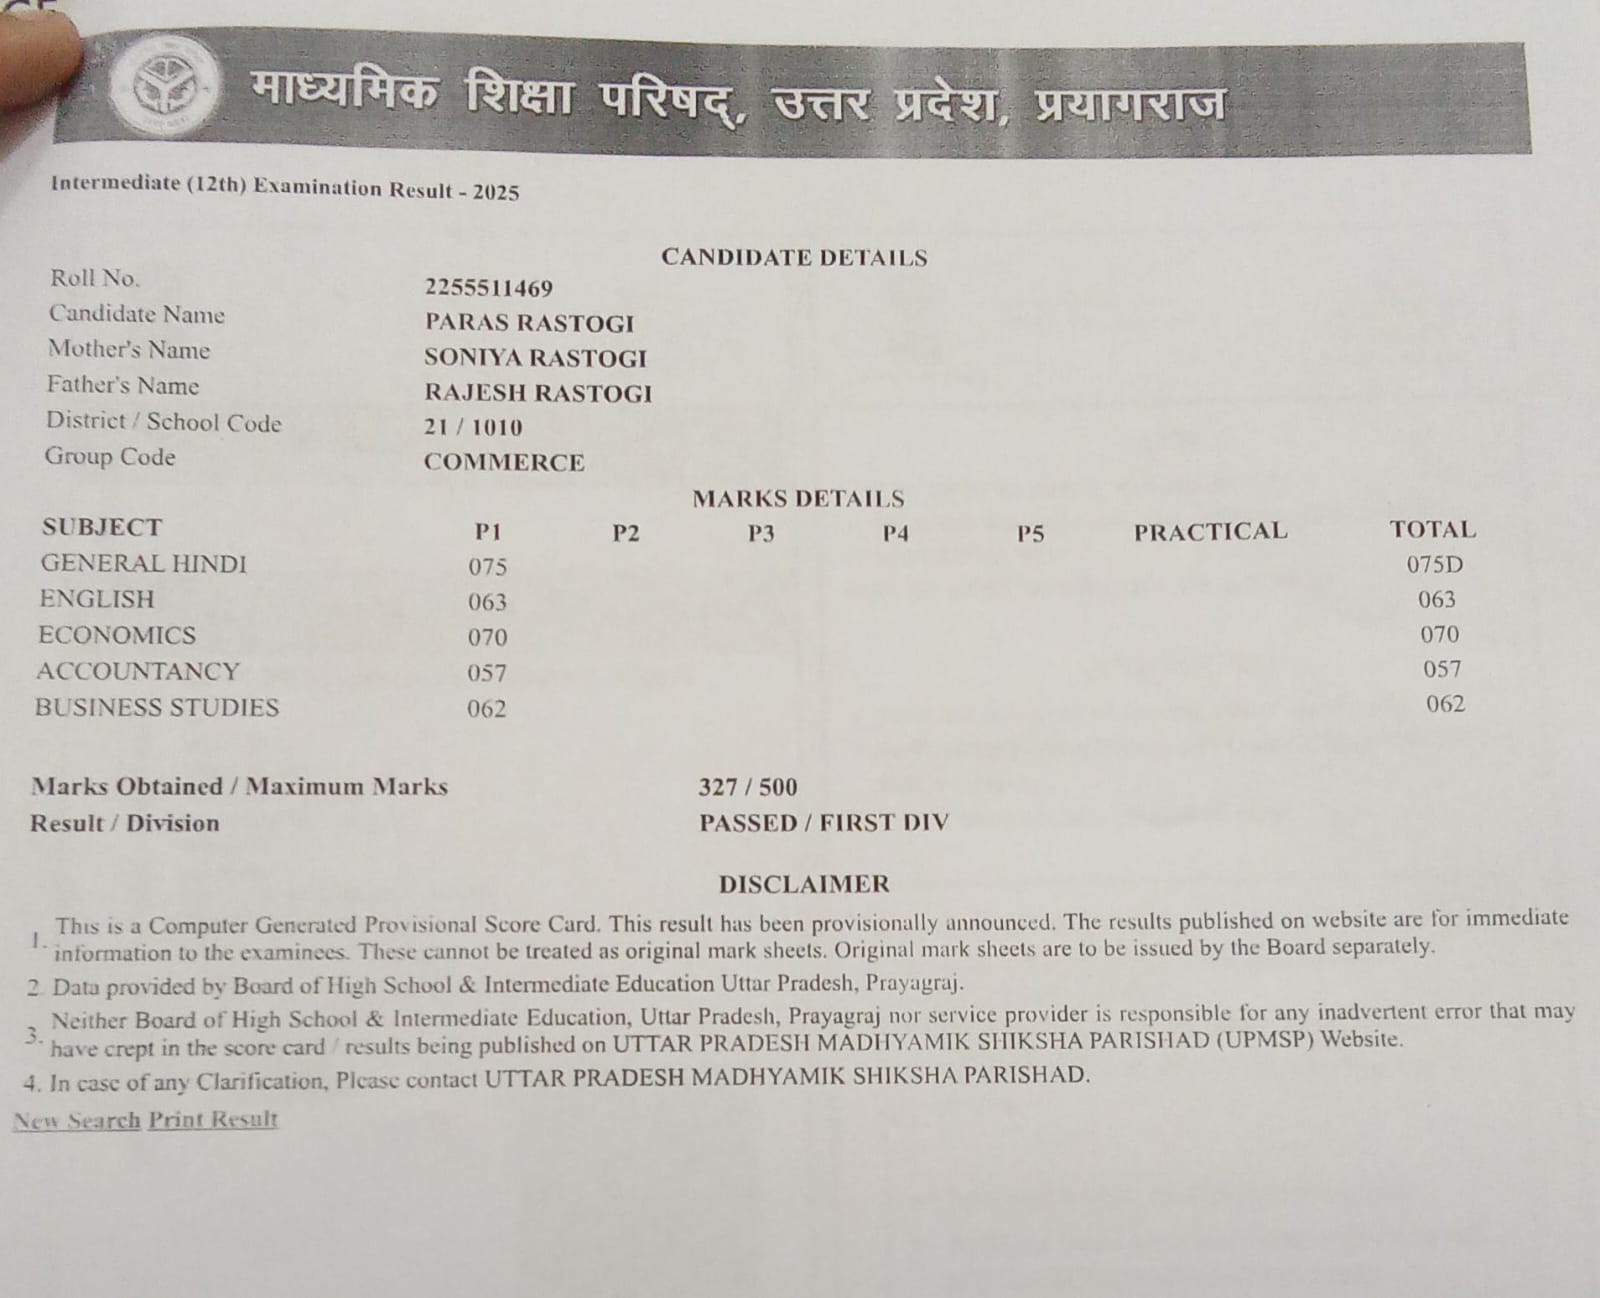 माध्यमिक शिक्षा परिषद्, उत्तर प्रदेश, प्रयागराज
Intermediate (12th) Examination Result - 2025
CANDIDATE DETAILS
Roll No. 2255511469
Candidate Name PARAS RASTOGI
Mother's Name SONIYA RASTOGI
Father's Name RAJESH RASTOGI
District / School Code 21 / 1010
Group Code COMMERCE
MARKS DETAILS
SUBJECT P1 P2 P3 P4 P5 PRACTICAL TOTAL
GENERAL HINDI 075 075D
ENGLISH 063 063
ECONOMICS 070 070
ACCOUNTANCY 057 057
BUSINESS STUDIES 062 062
Marks Obtained / Maximum Marks 327 / 500
Result / Division PASSED / FIRST DIV
DISCLAIMER
1. This is a Computer Generated Provisional Score Card. This result has been provisionally announced. The results published on website are for immediate
information to the examinees. These cannot be treated as original mark sheets. Original mark sheets are to be issued by the Board separately.
2. Data provided by Board of High School & Intermediate Education Uttar Pradesh, Prayagraj.
3. Neither Board of High School & Intermediate Education, Uttar Pradesh, Prayagraj nor service provider is responsible for any inadvertent error that may
have crept in the score card / results being published on UTTAR PRADESH MADHYAMIK SHIKSHA PARISHAD (UPMSP) Website.
4. In case of any Clarification, Please contact UTTAR PRADESH MADHYAMIK SHIKSHA PARISHAD.
New Search Print Result